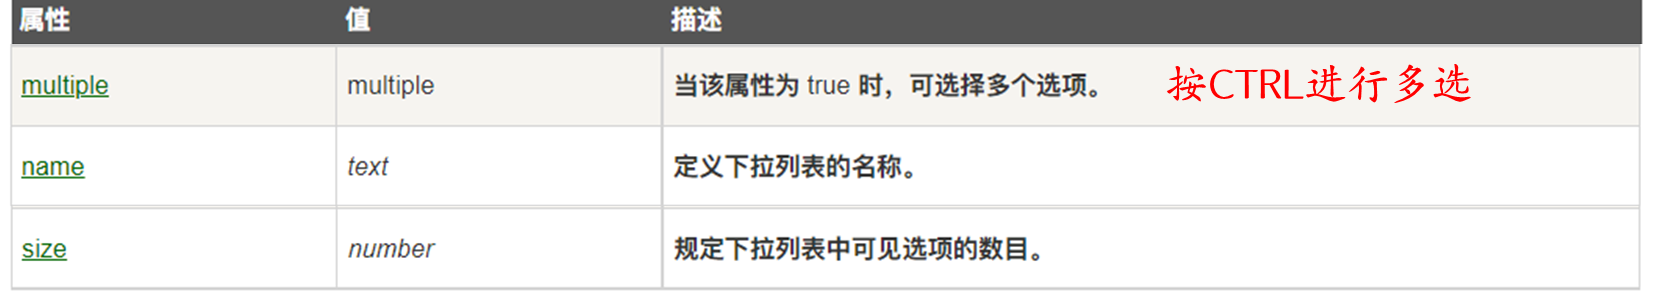 属性 值 描述
multiple multiple 当该属性为 true 时，可选择多个选项。 按CTRL进行多选
name text 定义下拉列表的名称。
size number 规定下拉列表中可见选项的数目。